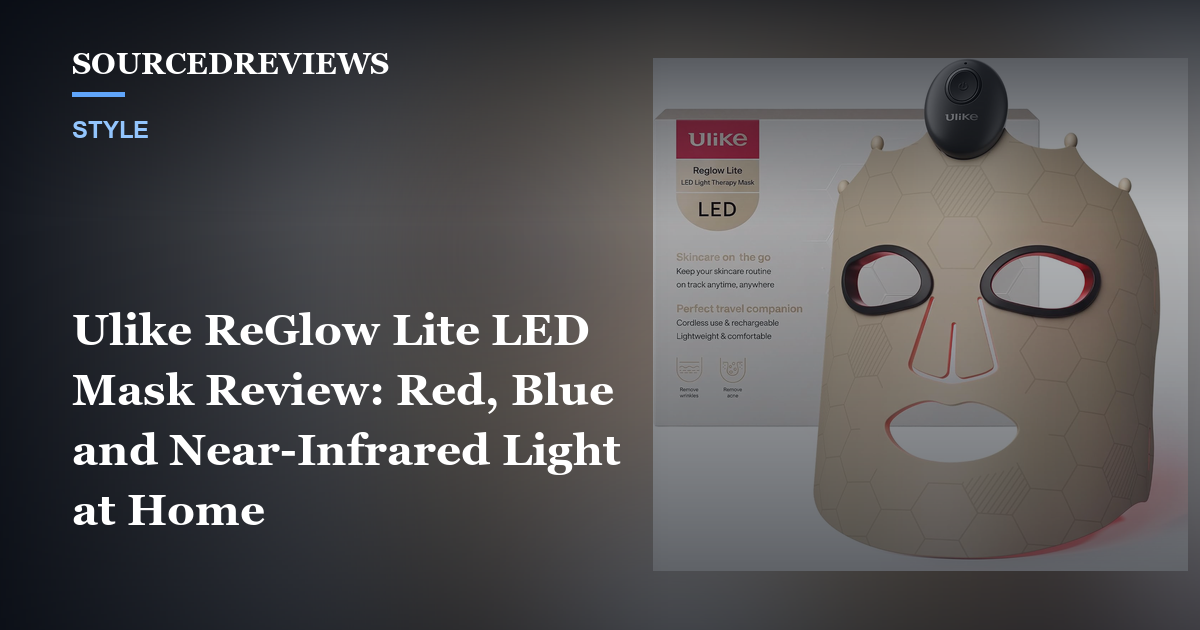 SOURCEDREVIEWS
STYLE
Ulike ReGlow Lite LED
Mask Review: Red, Blue
and Near-Infrared Light
at Home
Ulike
Reglow Lite
LED Light Therapy Mask
LED
Skincare on the go
Keep your skincare routine
on track anytime, anywhere
Perfect travel companion
Cordless use & rechargeable
Lightweight & comfortable
Remove
wrinkles
Remove
acne
Ulike